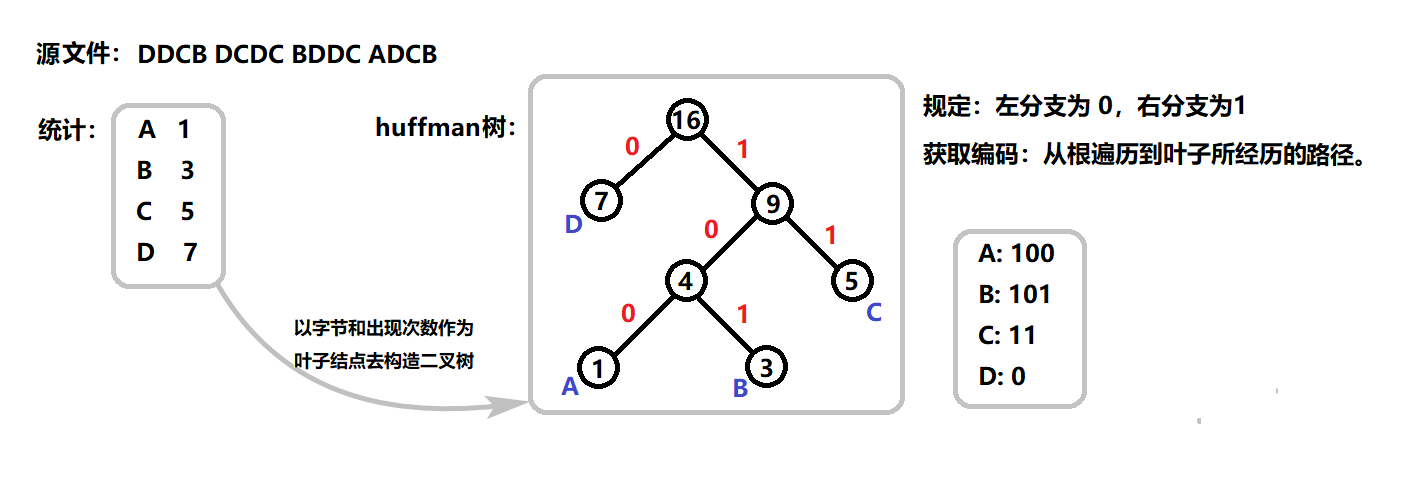 源文件：DDCB DCDC BDDC ADCB
统计：
A 1
B 3
C 5
D 7
以字节和出现次数作为
叶子结点去构造二叉树
huffman树：
16
0
1
7
D
9
0
1
4
5
C
0
1
1
A
3
B
规定：左分支为 0，右分支为1
获取编码：从根遍历到叶子所经历的路径。
A: 100
B: 101
C: 11
D: 0